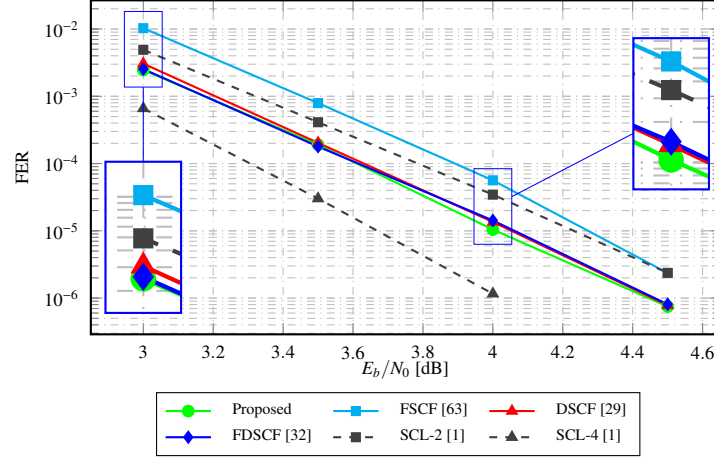 10⁻²
10⁻³
10⁻⁴
10⁻⁵
10⁻⁶
FER
3 3.2 3.4 3.6 3.8 4 4.2 4.4 4.6
E_b/N_0 [dB]
Proposed FSCF [63] DSCF [29]
FDSCF [32] SCL-2 [1] SCL-4 [1]